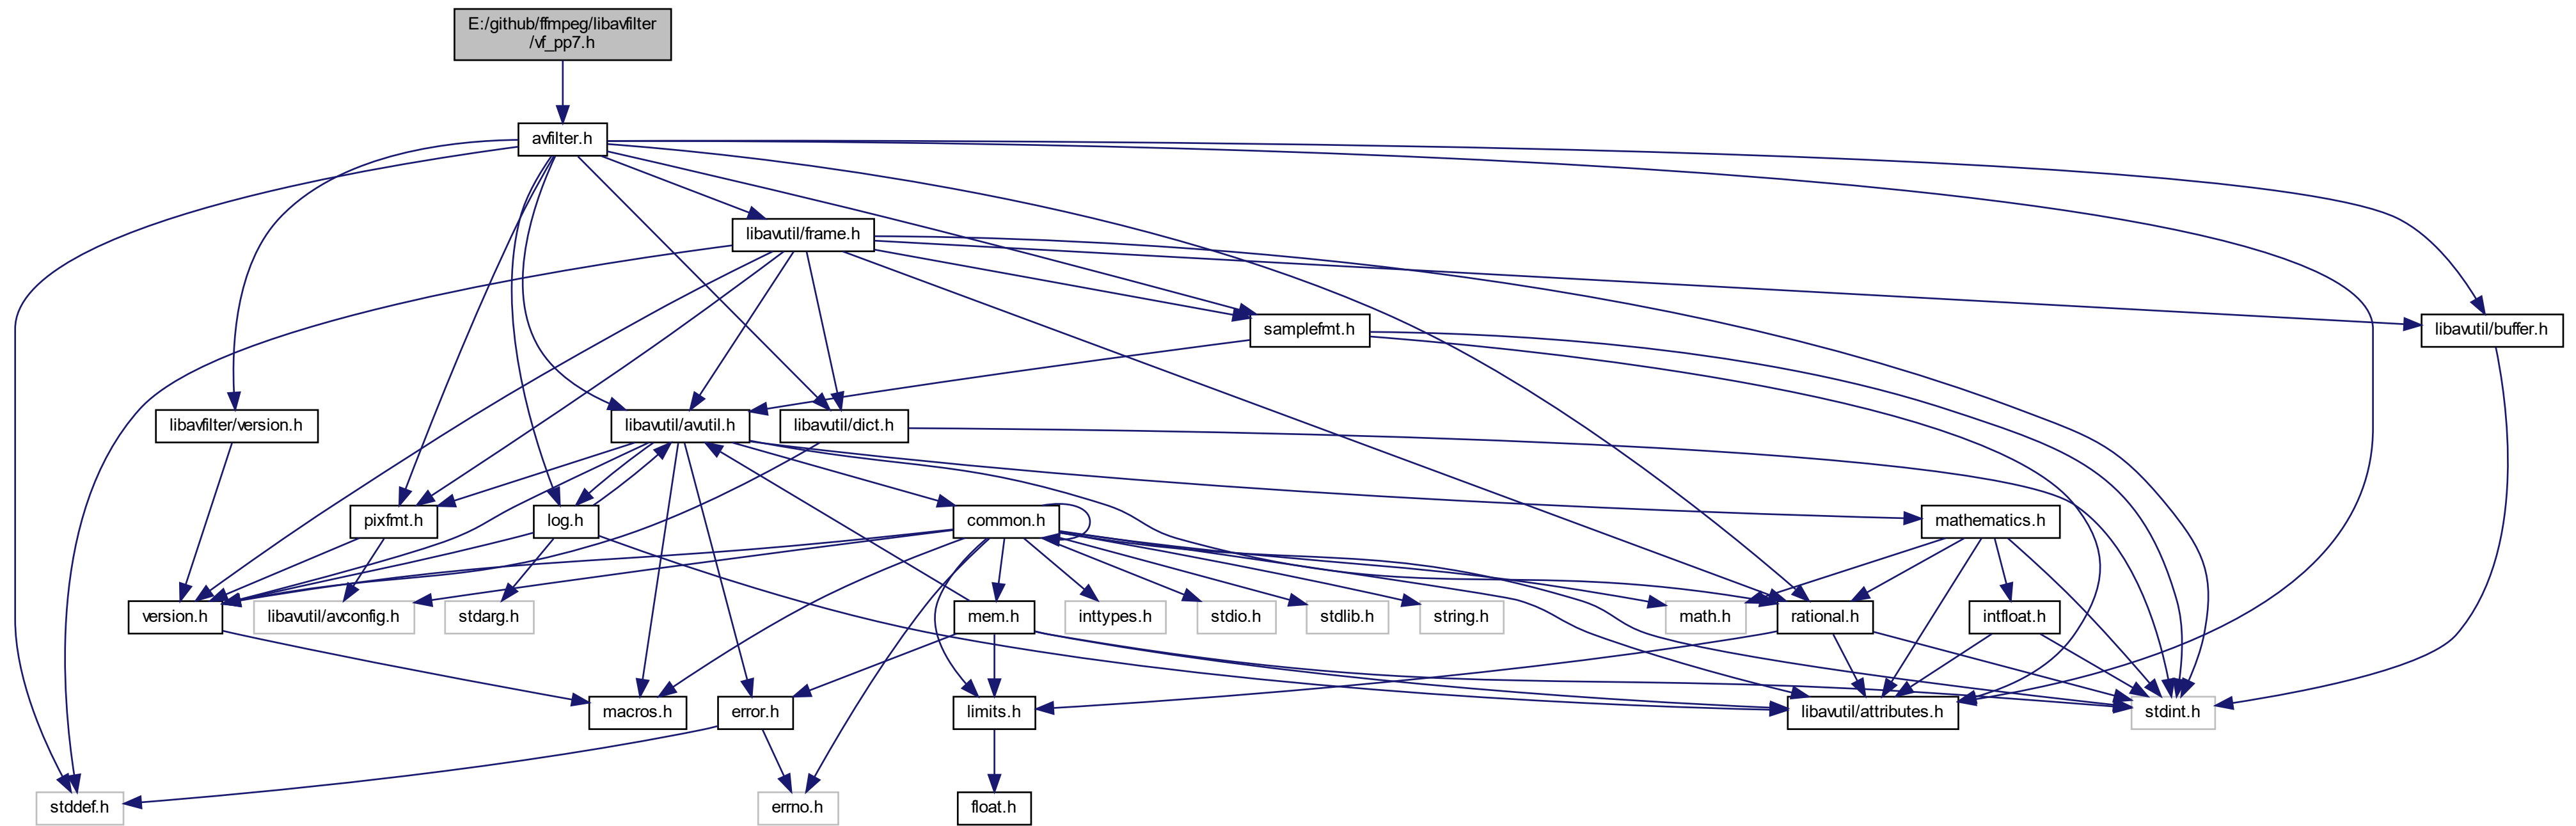 E:/github/ffmpeg/libavfilter
/vf_pp7.h
avfilter.h
libavutil/frame.h
samplefmt.h
libavutil/buffer.h
libavfilter/version.h
libavutil/avutil.h
libavutil/dict.h
pixfmt.h
log.h
common.h
mathematics.h
version.h
libavutil/avconfig.h
stdarg.h
mem.h
inttypes.h
stdio.h
stdlib.h
string.h
math.h
rational.h
intfloat.h
macros.h
error.h
limits.h
libavutil/attributes.h
stdint.h
stddef.h
errno.h
float.h